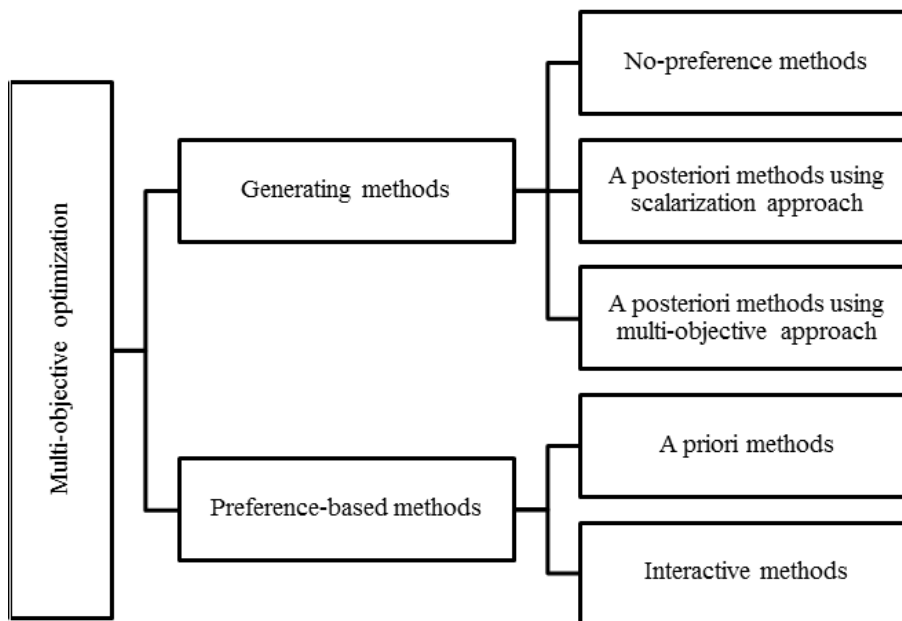 Multi-objective optimization
Generating methods
Preference-based methods
No-preference methods
A posteriori methods using
scalarization approach
A posteriori methods using
multi-objective approach
A priori methods
Interactive methods